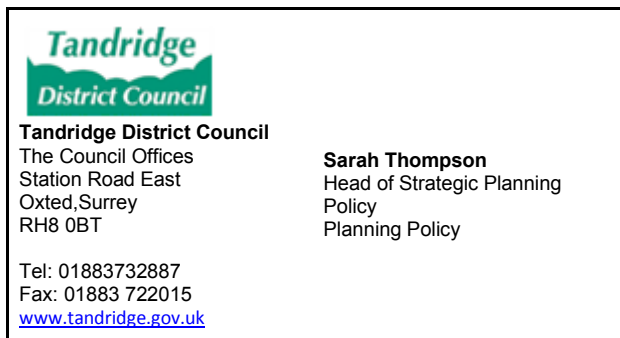 Tandridge
District Council
Tandridge District Council
The Council Offices
Station Road East
Oxted,Surrey
RH8 0BT
Tel: 01883732887
Fax: 01883 722015
www.tandridge.gov.uk
Sarah Thompson
Head of Strategic Planning
Policy
Planning Policy